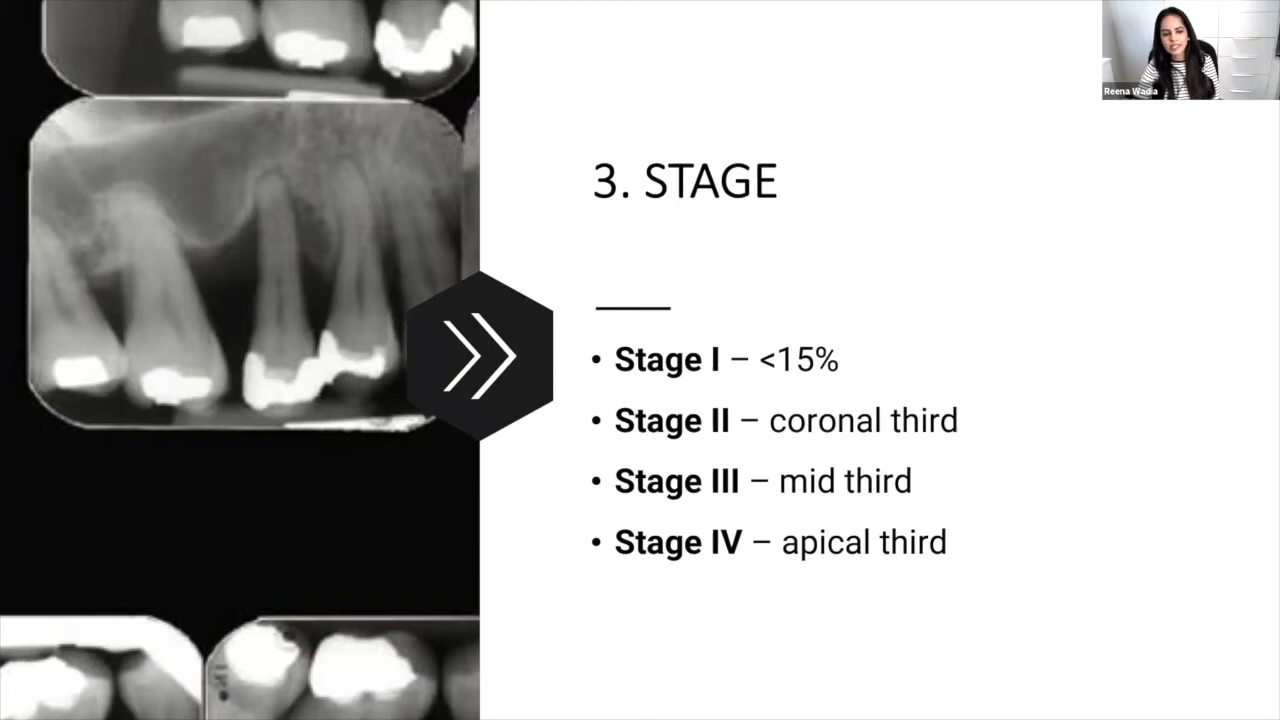 Reena Wadia
3. STAGE
• Stage I – <15%
• Stage II – coronal third
• Stage III – mid third
• Stage IV – apical third